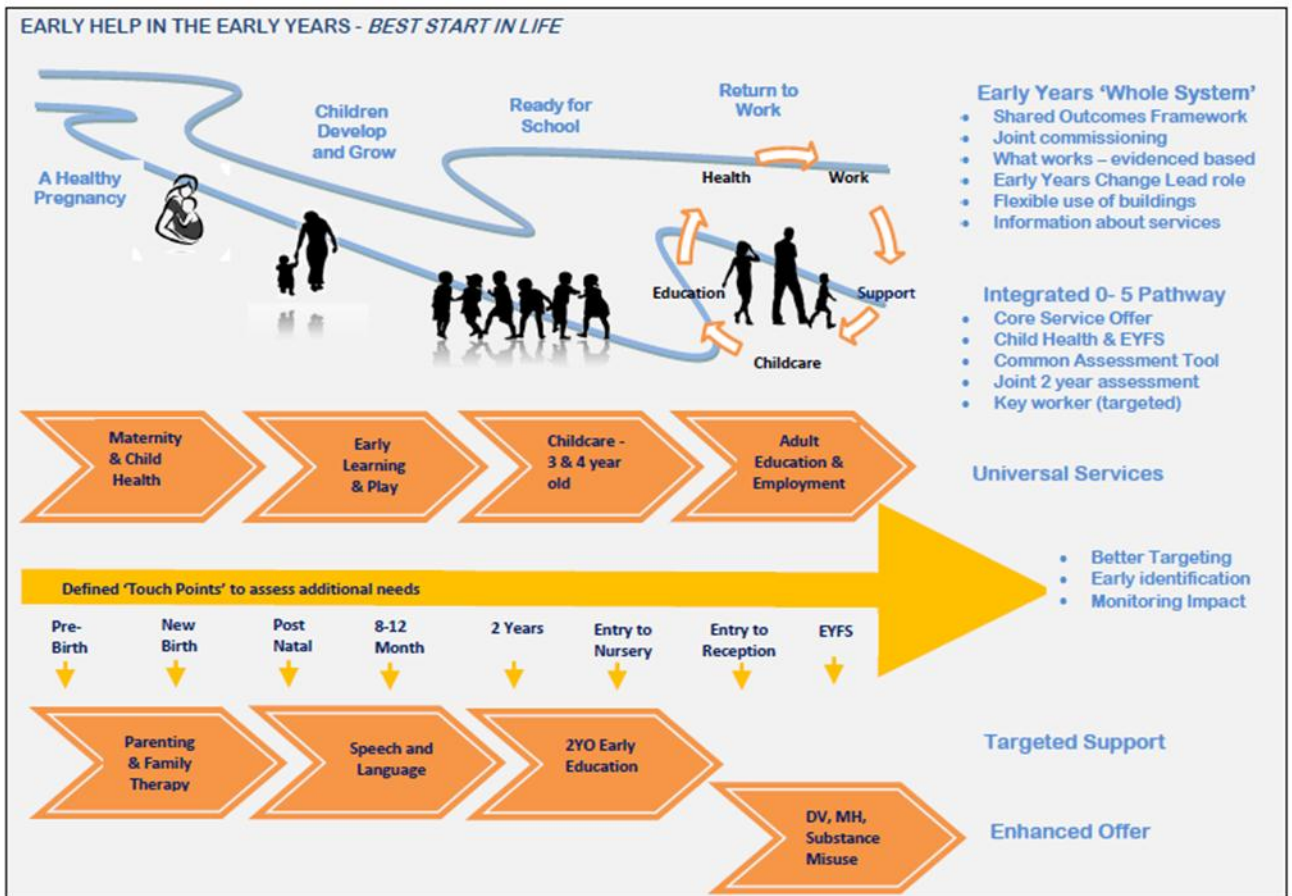 EARLY HELP IN THE EARLY YEARS - BEST START IN LIFE
A Healthy
Pregnancy
Children
Develop
and Grow
Ready for
School
Return to
Work
Health
Work
Education
Support
Childcare
Early Years ‘Whole System’
• Shared Outcomes Framework
• Joint commissioning
• What works – evidenced based
• Early Years Change Lead role
• Flexible use of buildings
• Information about services
Integrated 0- 5 Pathway
• Core Service Offer
• Child Health & EYFS
• Common Assessment Tool
• Joint 2 year assessment
• Key worker (targeted)
Maternity
& Child
Health
Early
Learning
& Play
Childcare -
3 & 4 year
old
Adult
Education &
Employment
Universal Services
Defined ‘Touch Points’ to assess additional needs
• Better Targeting
• Early identification
• Monitoring Impact
Pre-
Birth
New
Birth
Post
Natal
8-12
Month
2 Years
Entry to
Nursery
Entry to
Reception
EYFS
Parenting
& Family
Therapy
Speech and
Language
2YO Early
Education
Targeted Support
DV, MH,
Substance
Misuse
Enhanced Offer